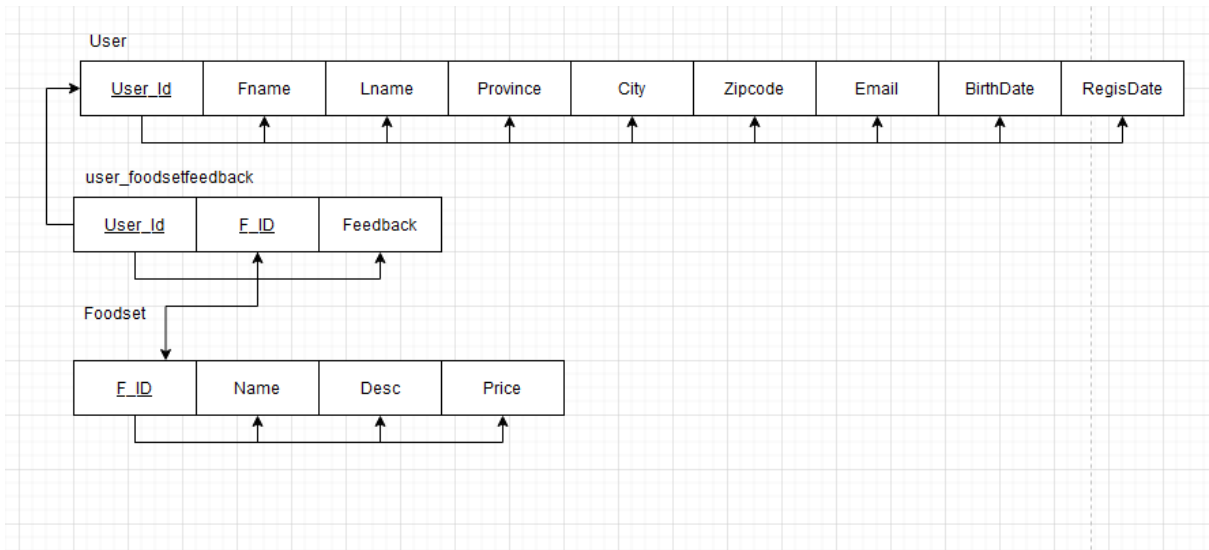 User
User_Id Fname Lname Province City Zipcode Email BirthDate RegisDate
user_foodsetfeedback
User_Id F_ID Feedback
Foodset
F_ID Name Desc Price